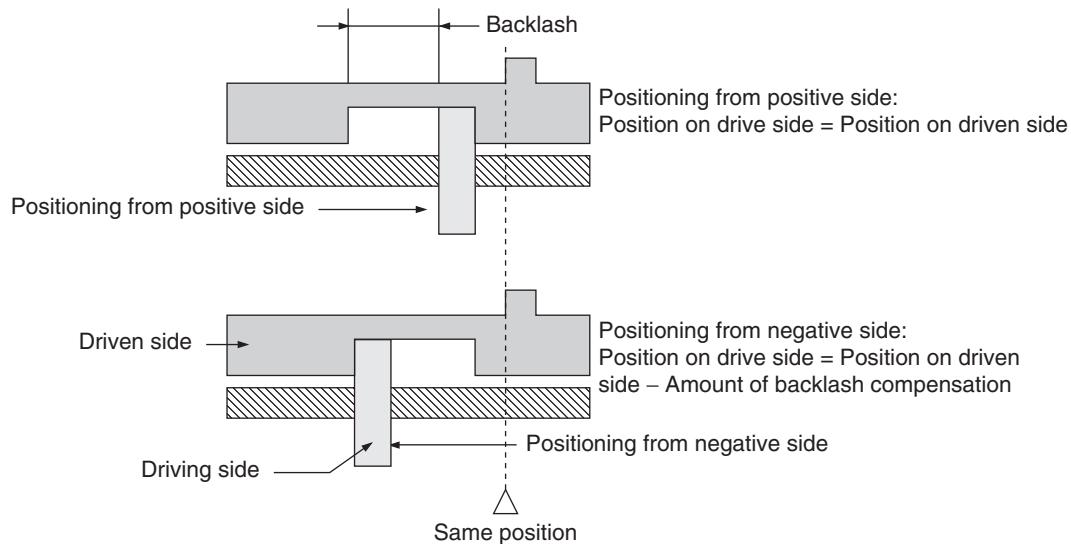 Backlash
Positioning from positive side:
Position on drive side = Position on driven side
Positioning from positive side
Driven side
Positioning from negative side:
Position on drive side = Position on driven
side – Amount of backlash compensation
Positioning from negative side
Driving side
Same position